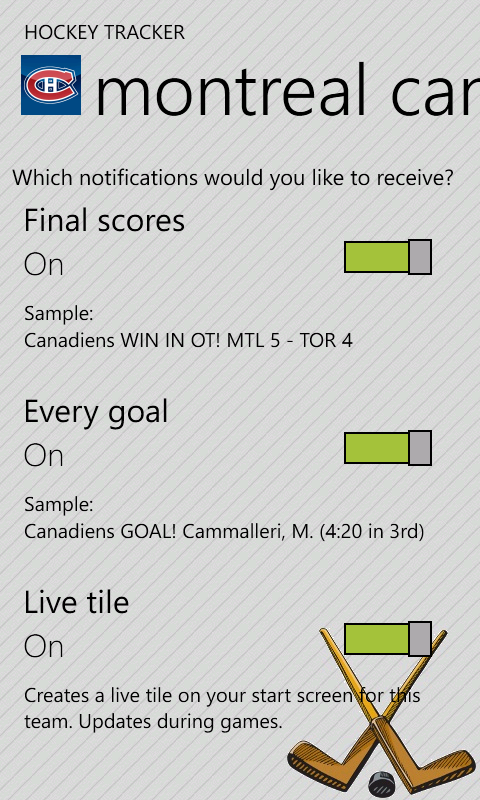 HOCKEY TRACKER
montreal can
Which notifications would you like to receive?
Final scores
On
Sample:
Canadiens WIN IN OT! MTL 5 - TOR 4
Every goal
On
Sample:
Canadiens GOAL! Cammalleri, M. (4:20 in 3rd)
Live tile
On
Creates a live tile on your start screen for this
team. Updates during games.